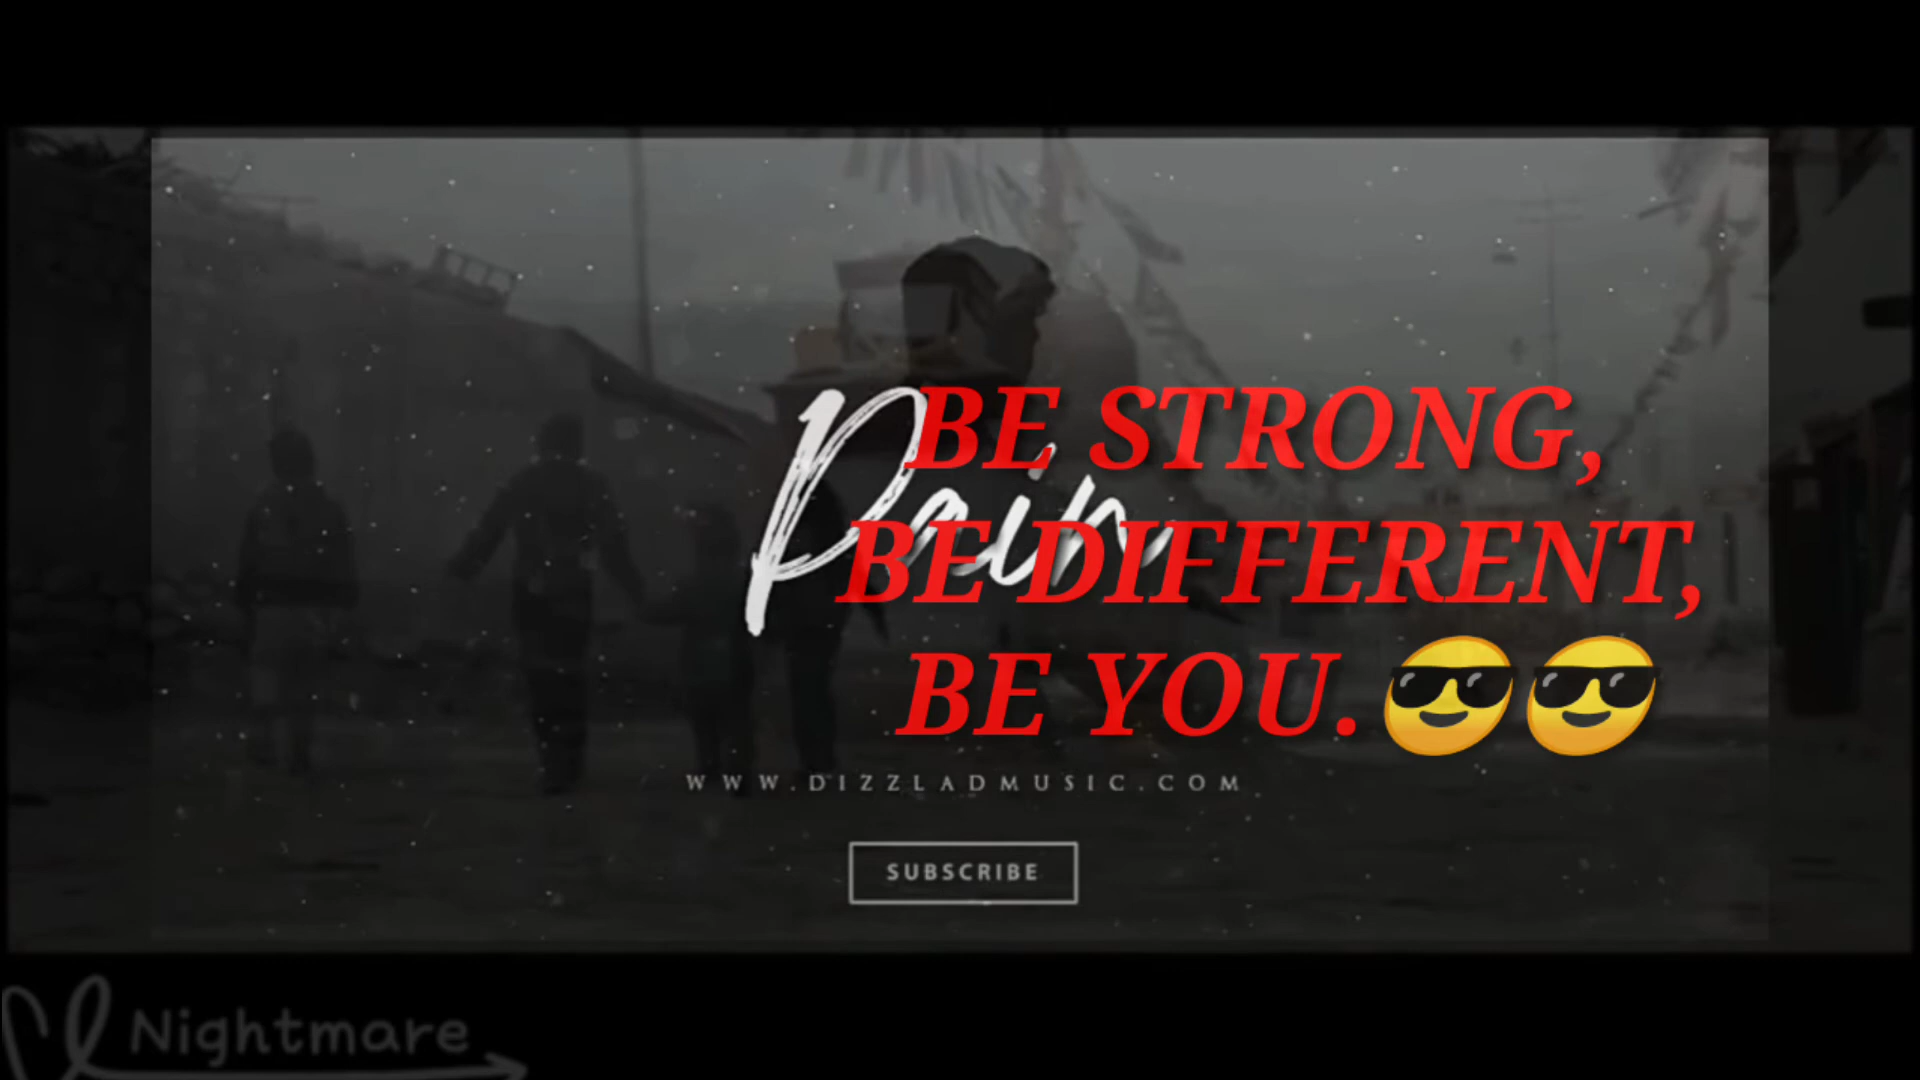 BE STRONG,
Pain
BE DIFFERENT,
BE YOU.😎😎
WWW.DIZZLADMUSIC.COM
SUBSCRIBE
Nightmare